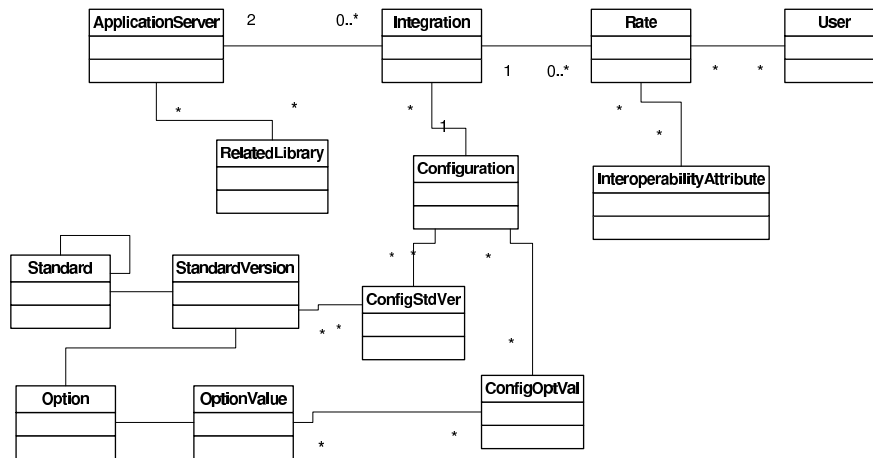 ApplicationServer 2 0..* Integration Rate User
1 0..* * *
* * * *
1 *
RelatedLibrary
Configuration
InteroperabilityAttribute
* * *
Standard StandardVersion
ConfigStdVer
* * *
Option OptionValue ConfigOptVal
* *